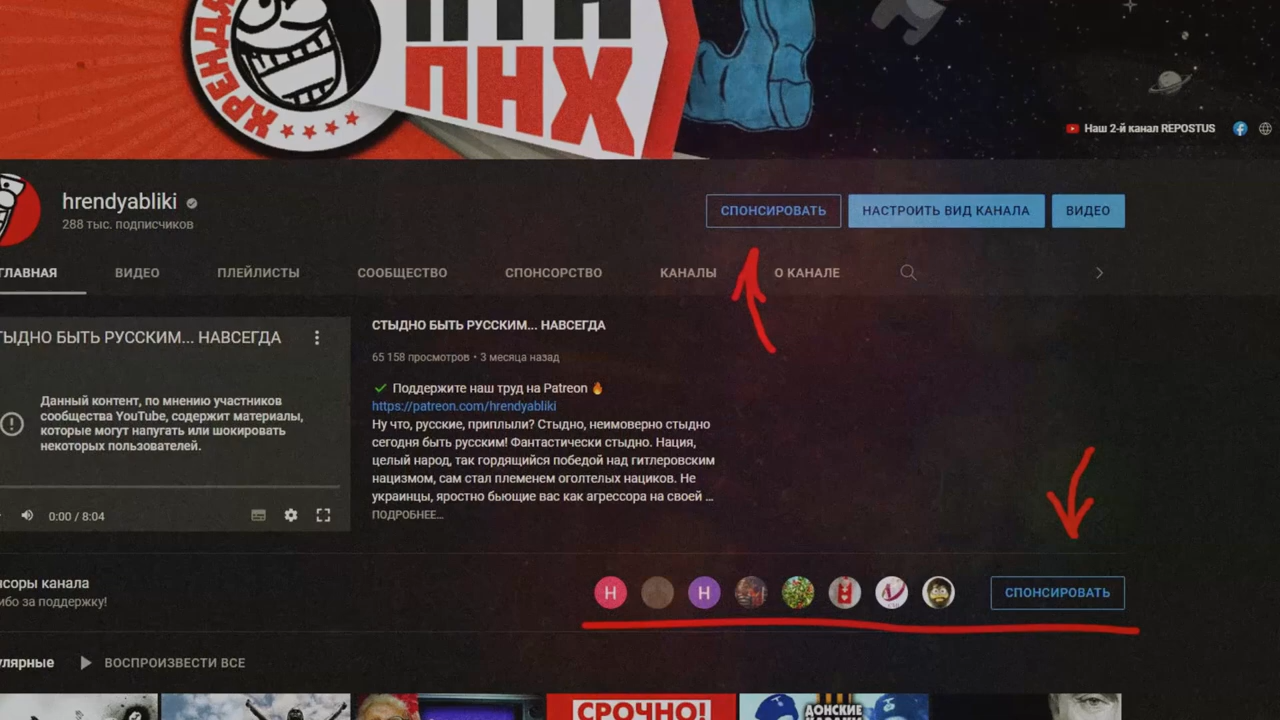 ХРЕНДЯ
ПТН
ПНХ
Наш 2-й канал REPOSTUS
hrendyabliki
288 тыс. подписчиков
СПОНСИРОВАТЬ
НАСТРОИТЬ ВИД КАНАЛА
ВИДЕО
ГЛАВНАЯ
ВИДЕО
ПЛЕЙЛИСТЫ
СООБЩЕСТВО
СПОНСОРСТВО
КАНАЛЫ
О КАНАЛЕ
ТЫДНО БЫТЬ РУССКИМ... НАВСЕГДА
Данный контент, по мнению участников
сообщества YouTube, содержит материалы,
которые могут напугать или шокировать
некоторых пользователей.
0:00 / 8:04
СТЫДНО БЫТЬ РУССКИМ... НАВСЕГДА
65 158 просмотров • 3 месяца назад
Поддержите наш труд на Patreon
https://patreon.com/hrendyabliki
Ну что, русские, приплыли? Стыдно, неимоверно стыдно
сегодня быть русским! Фантастически стыдно. Нация,
целый народ, так гордящийся победой над гитлеровским
нацизмом, сам стал племенем оголтелых нациков. Не
украинцы, яростно бьющие вас как агрессора на своей ...
ПОДРОБНЕЕ...
нсоры канала
ибо за поддержку!
H
H
СПОНСИРОВАТЬ
улярные
ВОСПРОИЗВЕСТИ ВСЕ
СРОЧНО!
ДОНСКИЕ